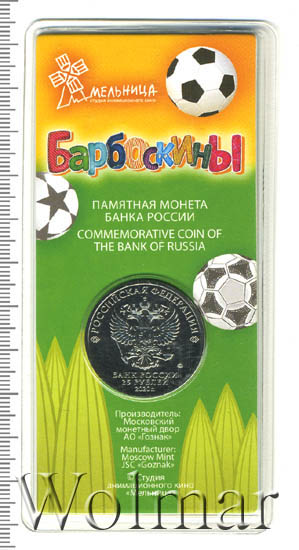 Мельница
студия анимационного кино
Барбоскины
ПАМЯТНАЯ МОНЕТА
БАНКА РОССИИ
COMMEMORATIVE COIN OF
THE BANK OF RUSSIA
РОССИЙСКАЯ ФЕДЕРАЦИЯ
БАНК РОССИИ
25 РУБЛЕЙ
2020 г.
Производитель:
Московский
монетный двор
АО «Гознак»
Manufacturer:
Moscow Mint
JSC «Goznak»
© Студия
анимационного кино
«Мельница»
Wolmar